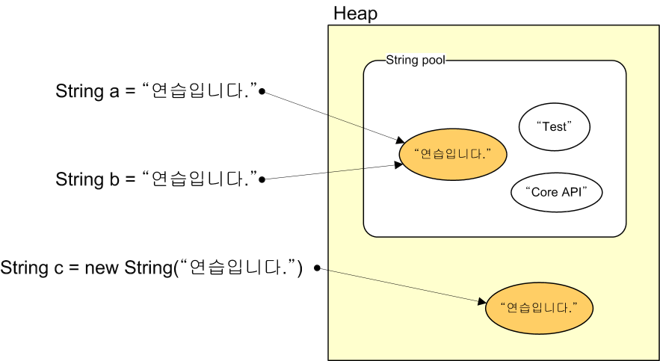 Heap
String pool
String a = “연습입니다.”
“Test”
“연습입니다.”
String b = “연습입니다.”
“Core API”
String c = new String(“연습입니다.”)
“연습입니다.”